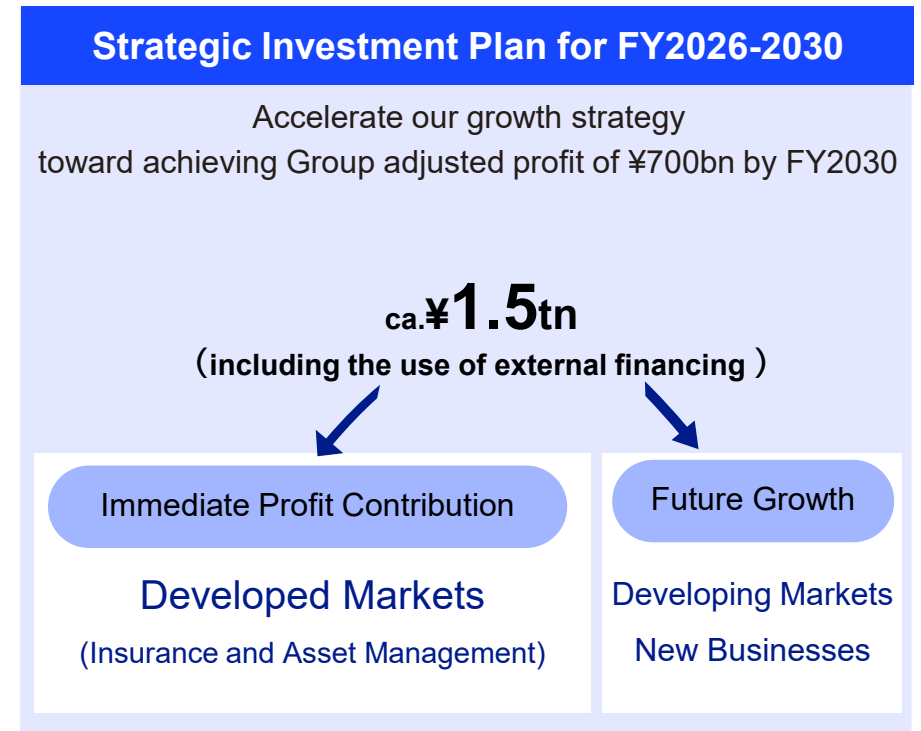 Strategic Investment Plan for FY2026-2030
Accelerate our growth strategy
toward achieving Group adjusted profit of ¥700bn by FY2030
ca.¥1.5tn
（including the use of external financing ）
Immediate Profit Contribution
Developed Markets
(Insurance and Asset Management)
Future Growth
Developing Markets
New Businesses